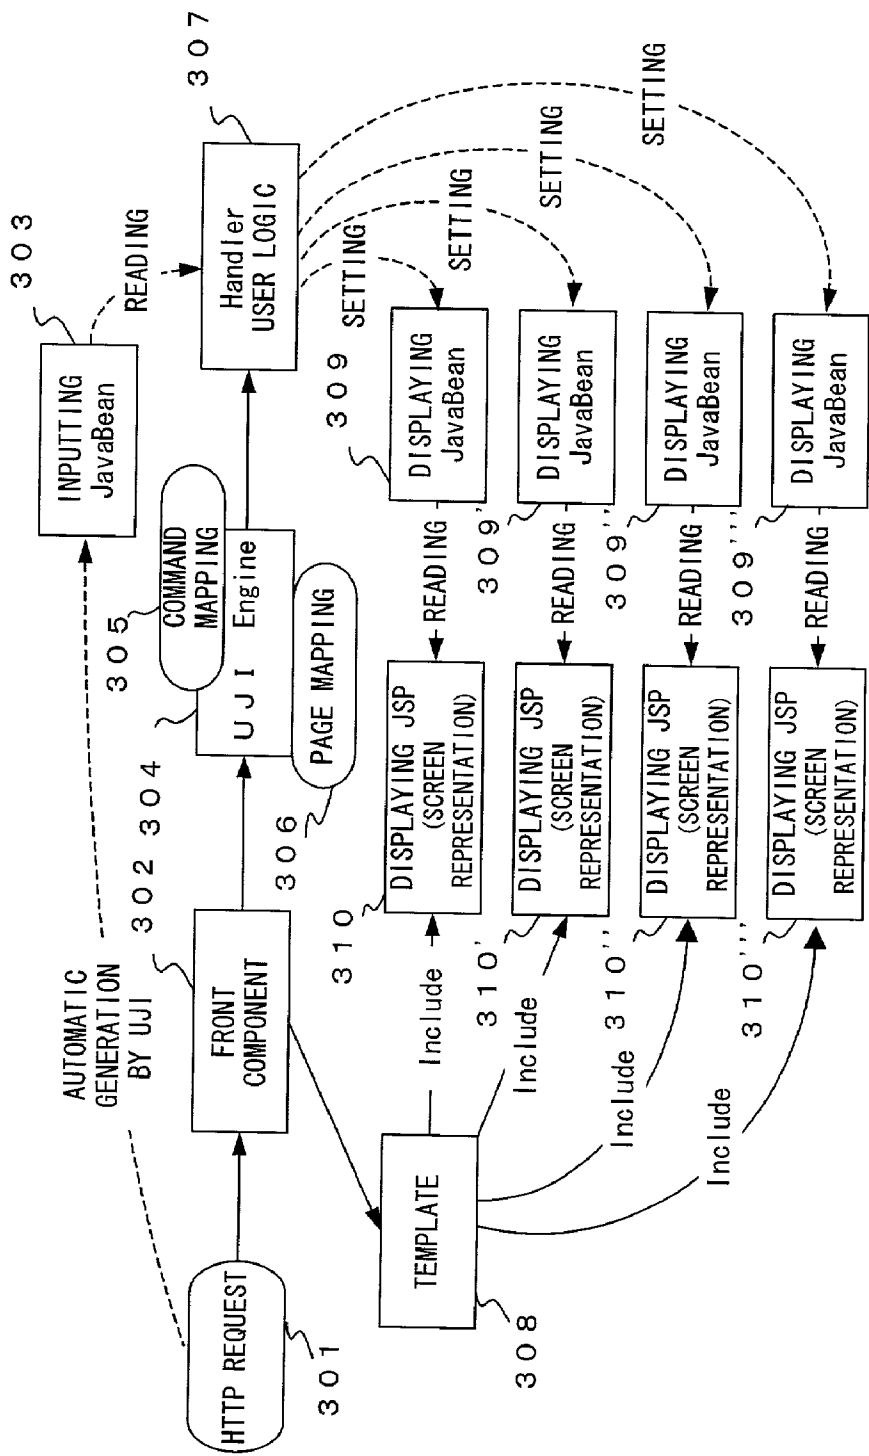 AUTOMATIC
GENERATION
BY UJI
303
INPUTTING
JavaBean
READING
307
305
COMMAND
MAPPING
304
UJI Engine
302
FRONT
COMPONENT
301
HTTP REQUEST
Handler
USER LOGIC
306
PAGE MAPPING
308
TEMPLATE
SETTING
SETTING
SETTING
SETTING
Include
310
DISPLAYING JSP
(SCREEN
REPRESENTATION)
READING
309
DISPLAYING
JavaBean
Include
310'
DISPLAYING JSP
(SCREEN
REPRESENTATION)
READING
309'
DISPLAYING
JavaBean
Include
310''
DISPLAYING JSP
(SCREEN
REPRESENTATION)
READING
309''
DISPLAYING
JavaBean
Include
310'''
DISPLAYING JSP
(SCREEN
REPRESENTATION)
READING
309'''
DISPLAYING
JavaBean